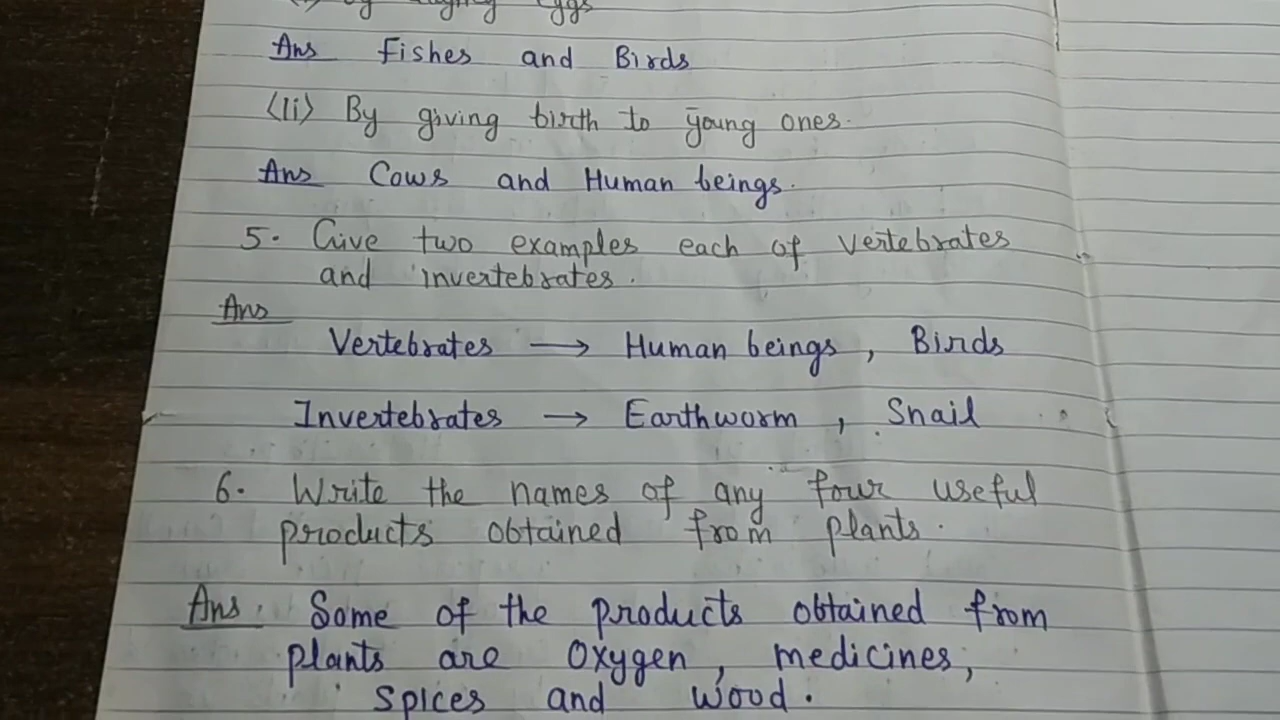 (i) By laying eggs
Ans Fishes and Birds
(ii) By giving birth to young ones.
Ans Cows and Human beings.
5. Give two examples each of vertebrates
and invertebrates.
Ans
Vertebrates → Human beings, Birds
Invertebrates → Earthworm, Snail
6. Write the names of any four useful
products obtained from plants.
Ans. Some of the products obtained from
plants are Oxygen, medicines,
Spices and Wood.